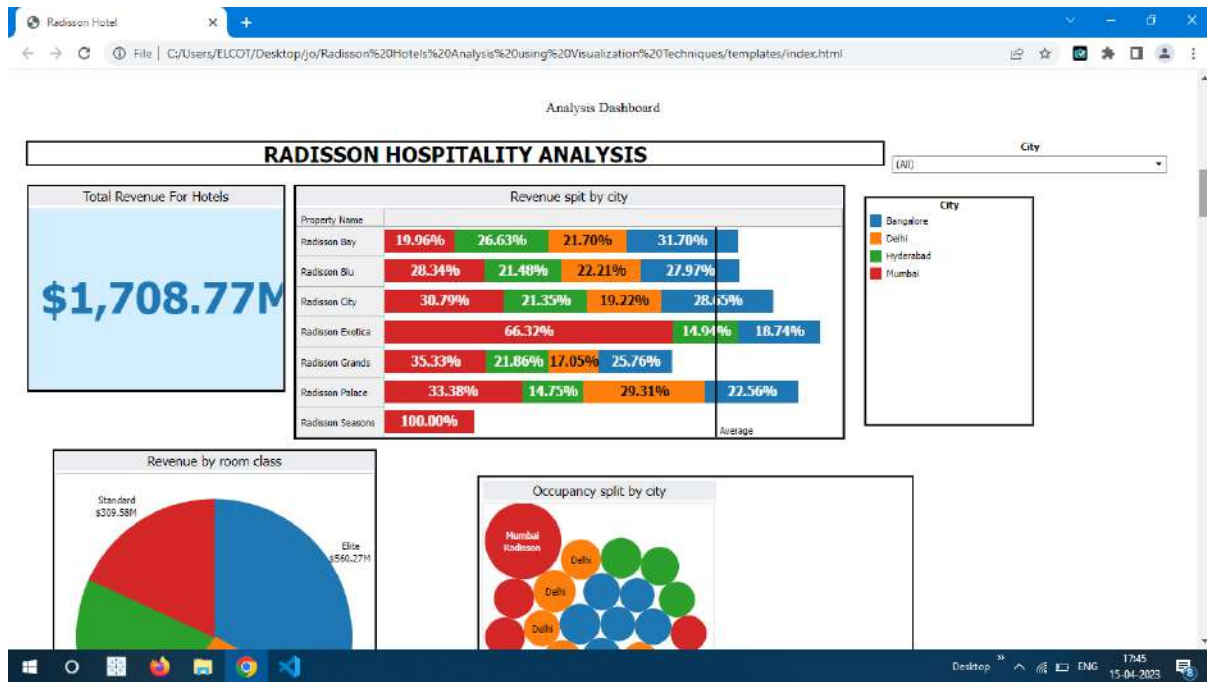 Radisson Hotel
File | C:/Users/ELCOT/Desktop/jo/Radisson%20Hotels%20Analysis%20using%20Visualization%20Techniques/templates/index.html
Analysis Dashboard
RADISSON HOSPITALITY ANALYSIS
City
(All)
Total Revenue For Hotels
$1,708.77M
Revenue spit by city
Property Name
Radisson Bay 19.96% 26.63% 21.70% 31.70%
Radisson Blu 28.34% 21.48% 22.21% 27.97%
Radisson City 30.79% 21.35% 19.22% 28.65%
Radisson Exotica 66.32% 14.94% 18.74%
Radisson Grands 35.33% 21.86% 17.05% 25.76%
Radisson Palace 33.38% 14.75% 29.31% 22.56%
Radisson Seasons 100.00%
Average
City
Bangalore
Delhi
Hyderabad
Mumbai
Revenue by room class
Standard
$309.58M
Elite
$560.27M
Occupancy split by city
Mumbai
Radisson
Delhi
Delhi
Delhi
Desktop
ENG
17:45
15-04-2023